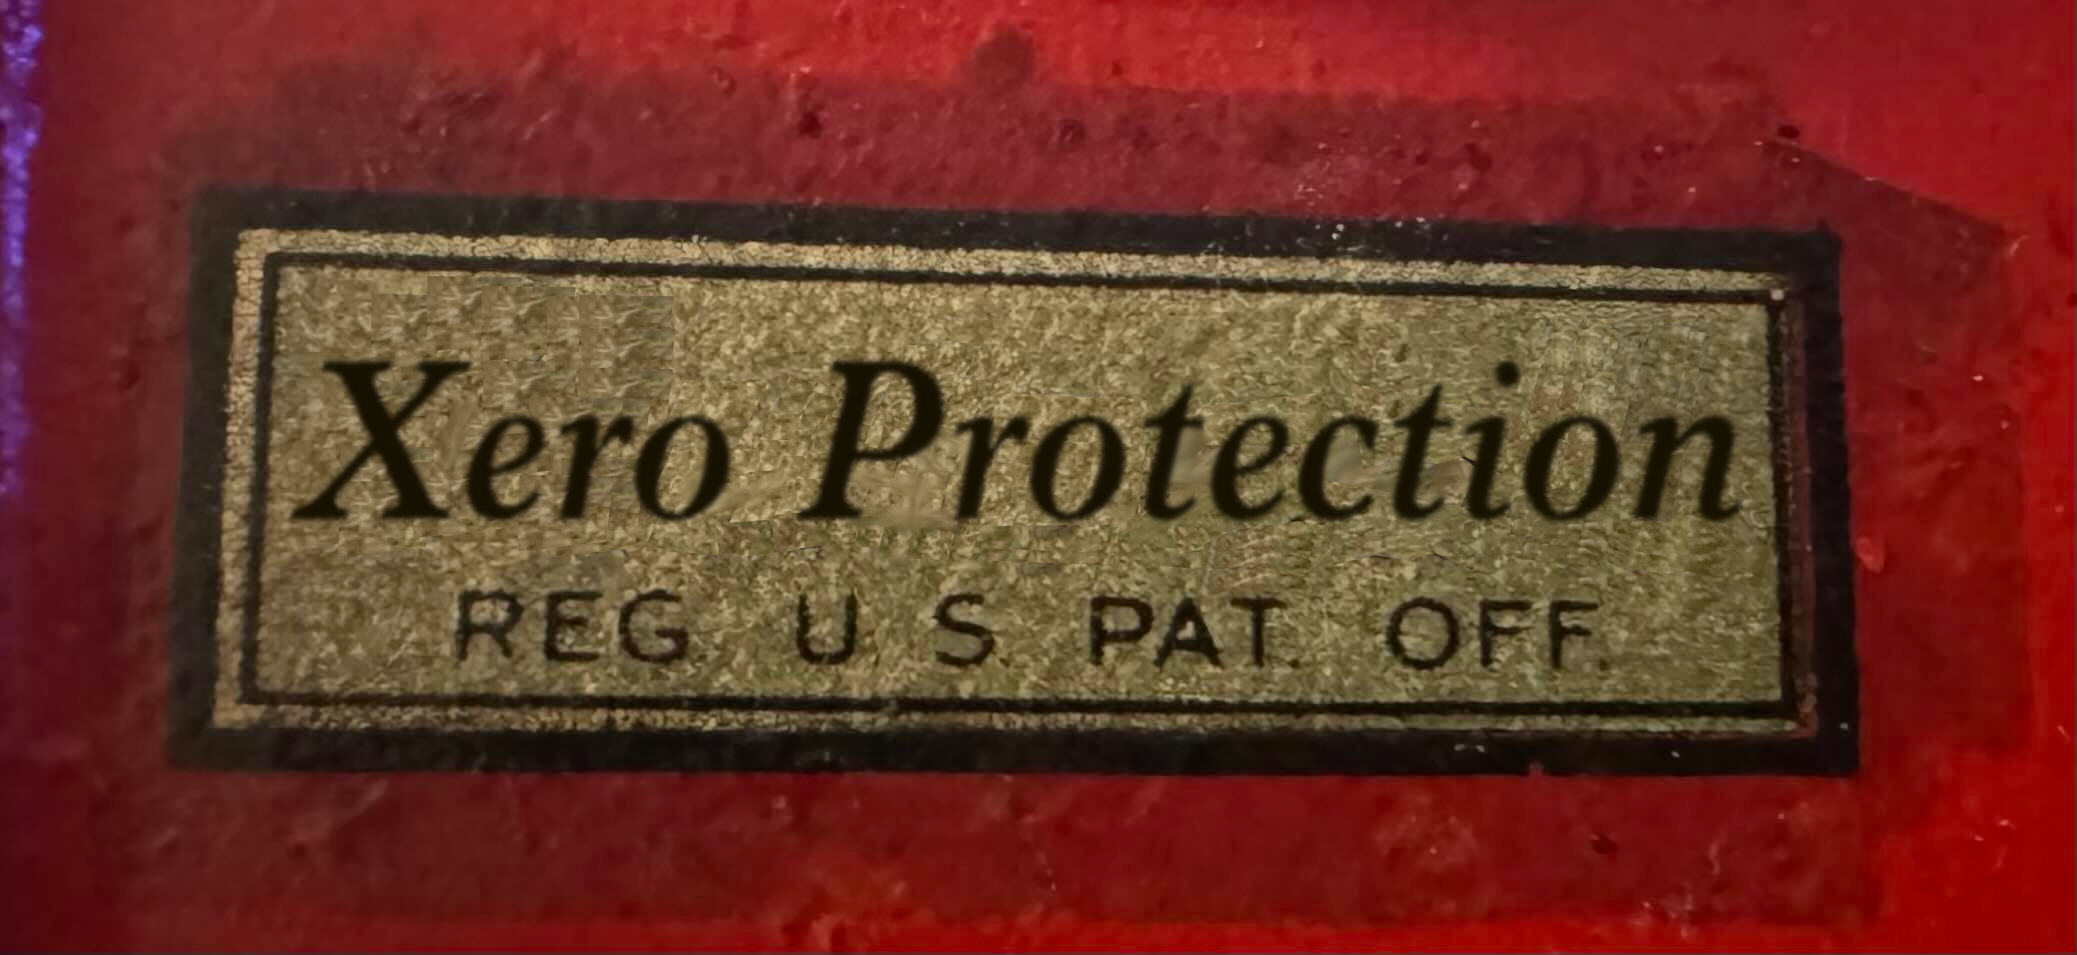 Xero Protection
REG U S PAT. OFF.